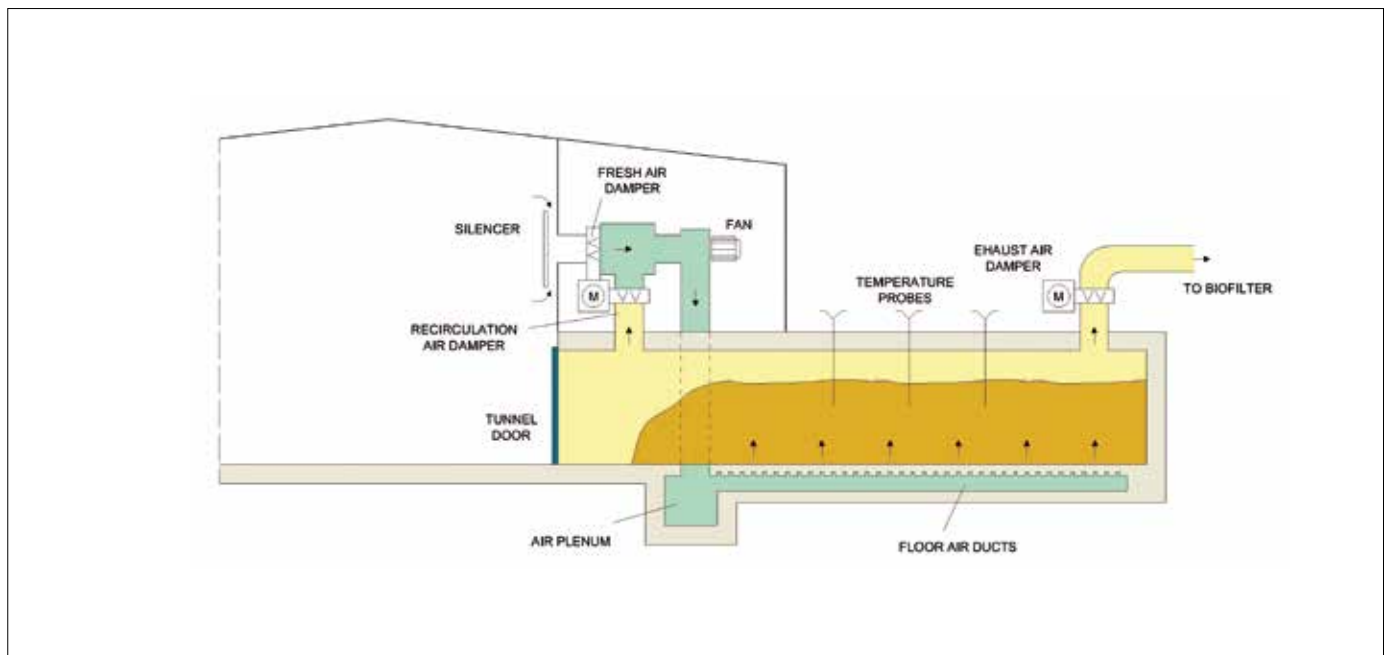 FRESH AIR
DAMPER
SILENCER
FAN
EHAUST AIR
DAMPER
TEMPERATURE
PROBES
M
M
TO BIOFILTER
RECIRCULATION
AIR DAMPER
TUNNEL
DOOR
AIR PLENUM
FLOOR AIR DUCTS